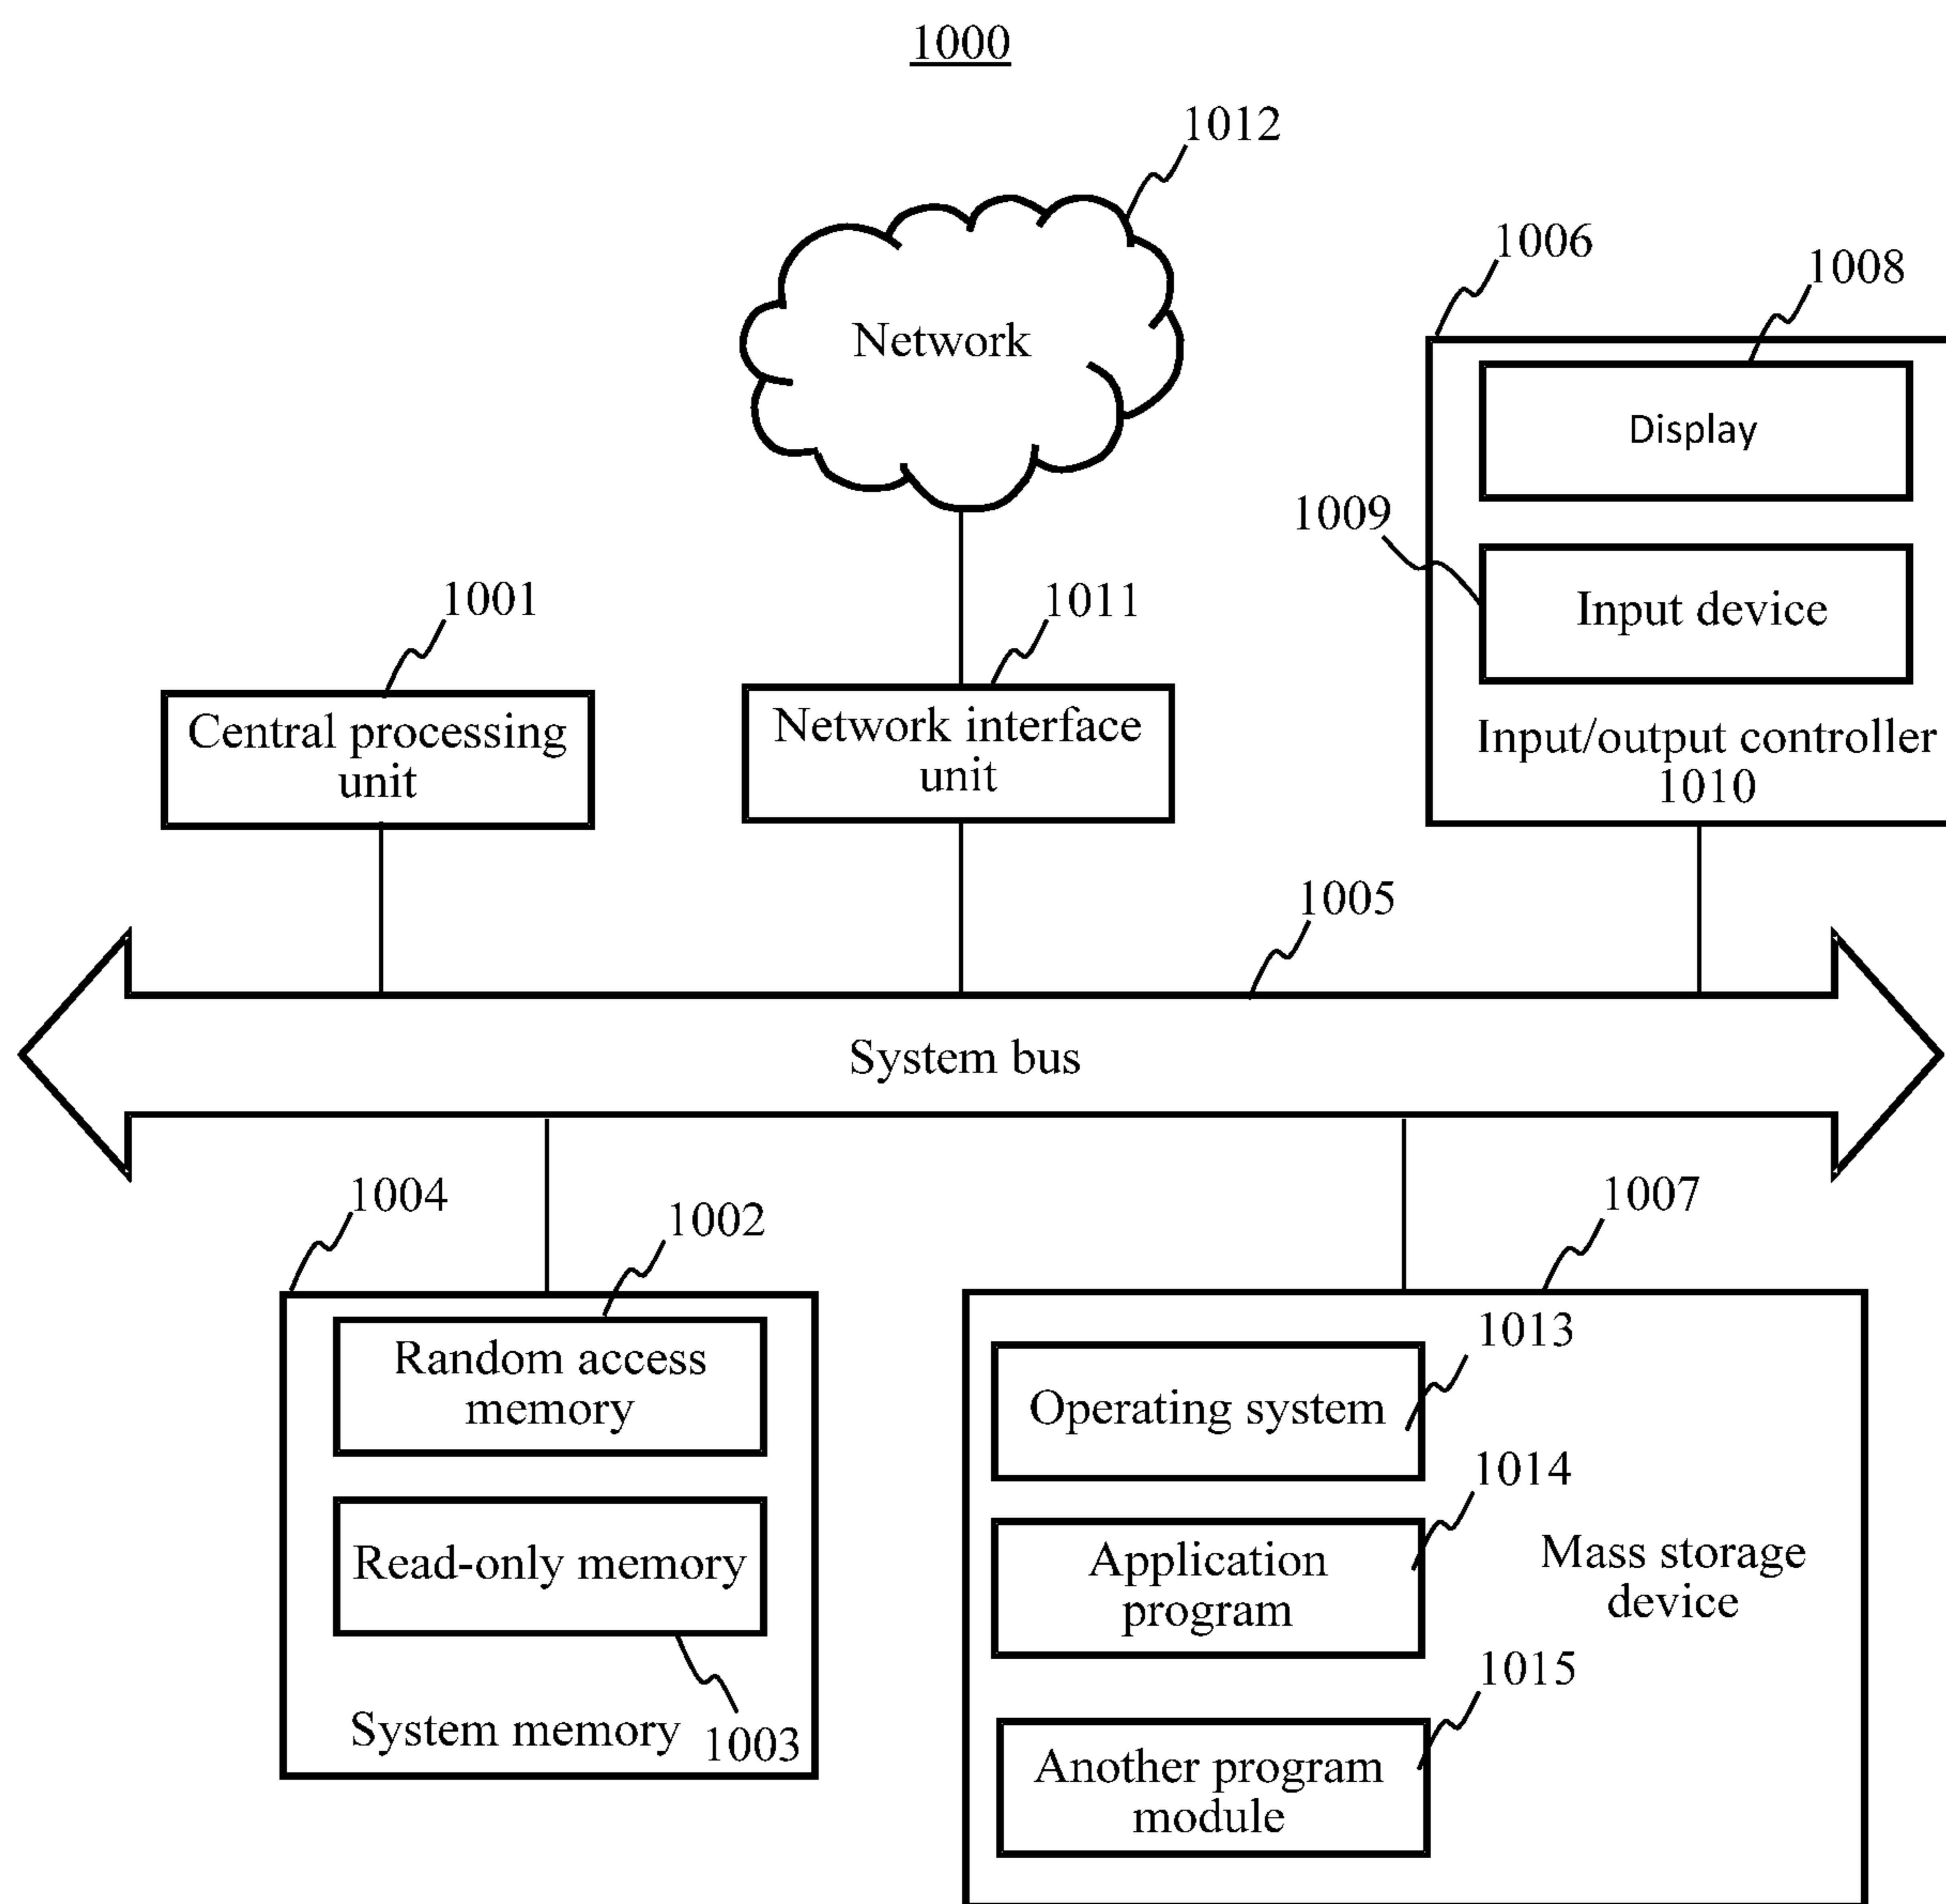 1000
1012
Network
1006
1008
Display
1009
Input device
Input/output controller
1010
1001
Central processing
unit
1011
Network interface
unit
1005
System bus
1004
1002
Random access
memory
Read-only memory
System memory
1003
1007
1013
Operating system
1014
Application
program
Mass storage
device
1015
Another program
module